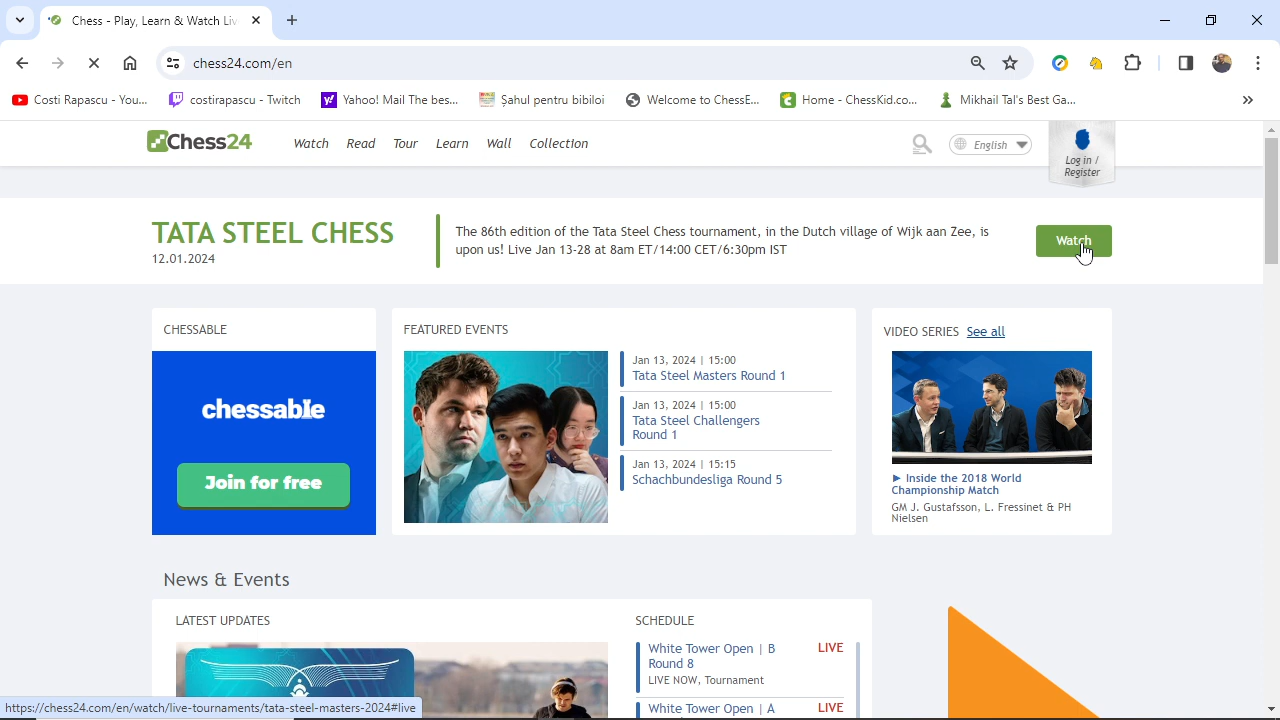 Chess - Play, Learn & Watch Liv
chess24.com/en
Costi Rapașcu - You...
costirapascu - Twitch
Yahoo! Mail The bes...
Șahul pentru bibiloi
Welcome to ChessE...
Home - ChessKid.co...
Mikhail Tal's Best Ga...
Chess24
Watch
Read
Tour
Learn
Wall
Collection
English
Log in /
Register
TATA STEEL CHESS
12.01.2024
The 86th edition of the Tata Steel Chess tournament, in the Dutch village of Wijk aan Zee, is
upon us! Live Jan 13-28 at 8am ET/14:00 CET/6:30pm IST
Watch
CHESSABLE
chessable
Join for free
FEATURED EVENTS
Jan 13, 2024 | 15:00
Tata Steel Masters Round 1
Jan 13, 2024 | 15:00
Tata Steel Challengers
Round 1
Jan 13, 2024 | 15:15
Schachbundesliga Round 5
VIDEO SERIES See all
► Inside the 2018 World
Championship Match
GM J. Gustafsson, L. Fressinet & PH
Nielsen
News & Events
LATEST UPDATES
SCHEDULE
White Tower Open | B
Round 8
LIVE
LIVE NOW, Tournament
White Tower Open | A
LIVE
https://chess24.com/en/watch/live-tournaments/tata-steel-masters-2024#live